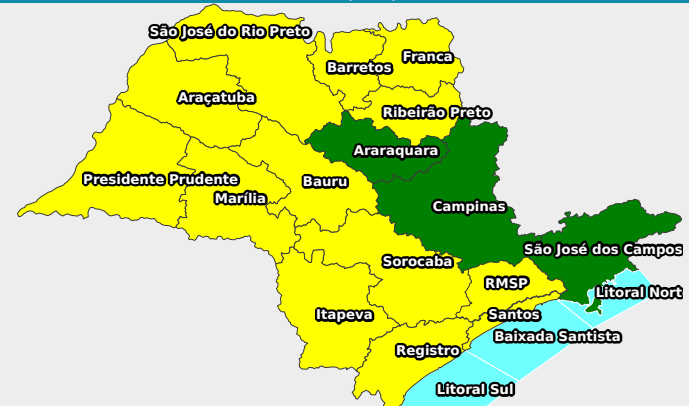 São José do Rio Preto
Franca
Barretos
Araçatuba
Ribeirão Preto
Araraquara
Presidente Prudente
Bauru
Marília
Campinas
São José dos Campos
Sorocaba
RMSP
Litoral Nort
Itapeva
Santos
Baixada Santista
Registro
Litoral Sul